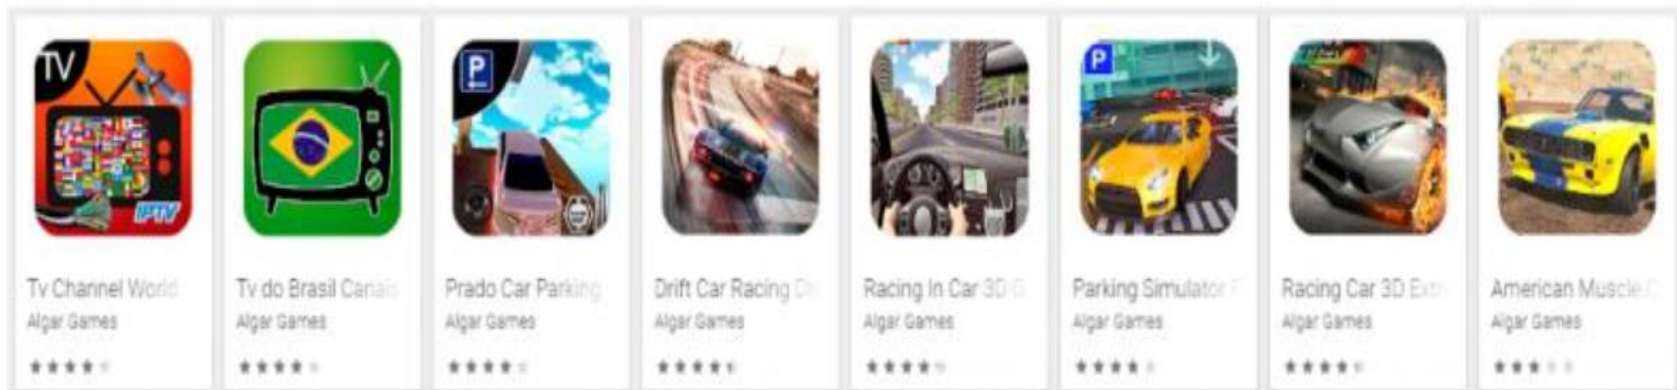 TV
IPTV
P
P
Tv Channel World
Tv do Brasil Canais
Prado Car Parking
Drift Car Racing
Racing In Car 3D
Parking Simulator
Racing Car 3D
American Muscle
Algar Games
Algar Games
Algar Games
Algar Games
Algar Games
Algar Games
Algar Games
Algar Games